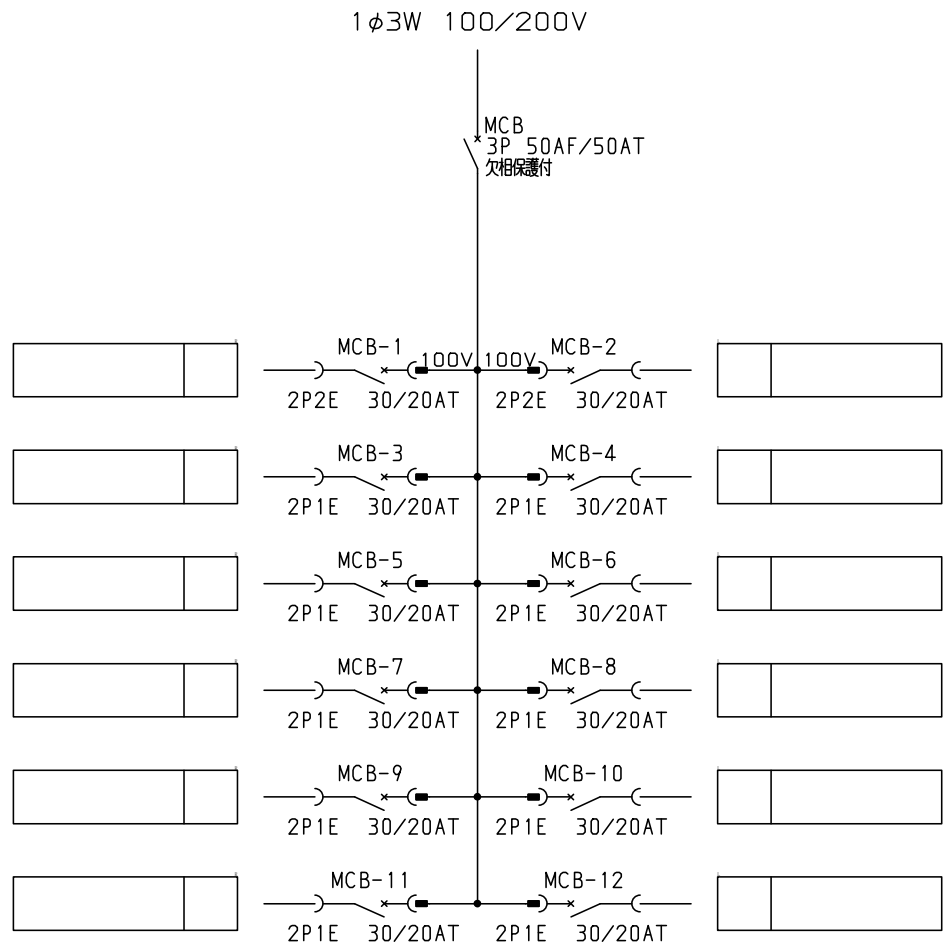 1φ3W 100/200V
MCB
3P 50AF/50AT
欠相保護付
MCB-1 100V 100V MCB-2
2P2E 30/20AT 2P2E 30/20AT
MCB-3 MCB-4
2P1E 30/20AT 2P1E 30/20AT
MCB-5 MCB-6
2P1E 30/20AT 2P1E 30/20AT
MCB-7 MCB-8
2P1E 30/20AT 2P1E 30/20AT
MCB-9 MCB-10
2P1E 30/20AT 2P1E 30/20AT
MCB-11 MCB-12
2P1E 30/20AT 2P1E 30/20AT